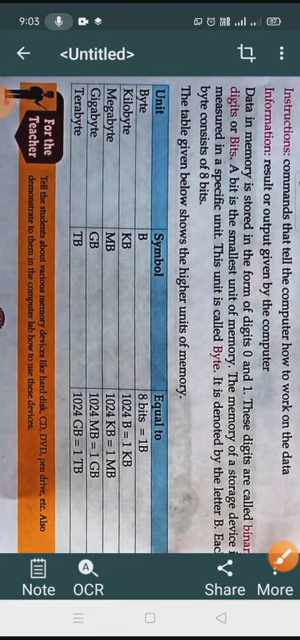 9:03
<Untitled>
Instructions: commands that tell the computer how to work on the data
Information: result or output given by the computer
Data in memory is stored in the form of digits 0 and 1. These digits are called binar
digits or Bits. A bit is the smallest unit of memory. The memory of a storage device i
measured in a specific unit. This unit is called Byte. It is denoted by the letter B. Eac
byte consists of 8 bits.
The table given below shows the higher units of memory.
Unit Symbol Equal to
Byte B 8 bits = 1B
Kilobyte KB 1024 B = 1 KB
Megabyte MB 1024 KB = 1 MB
Gigabyte GB 1024 MB = 1 GB
Terabyte TB 1024 GB = 1 TB
For the
Teacher
Tell the students about various memory devices like hard disk, CD, DVD, pen drive, etc. Also
demonstrate to them in the computer lab how to use these devices.
Note
OCR
Share
More